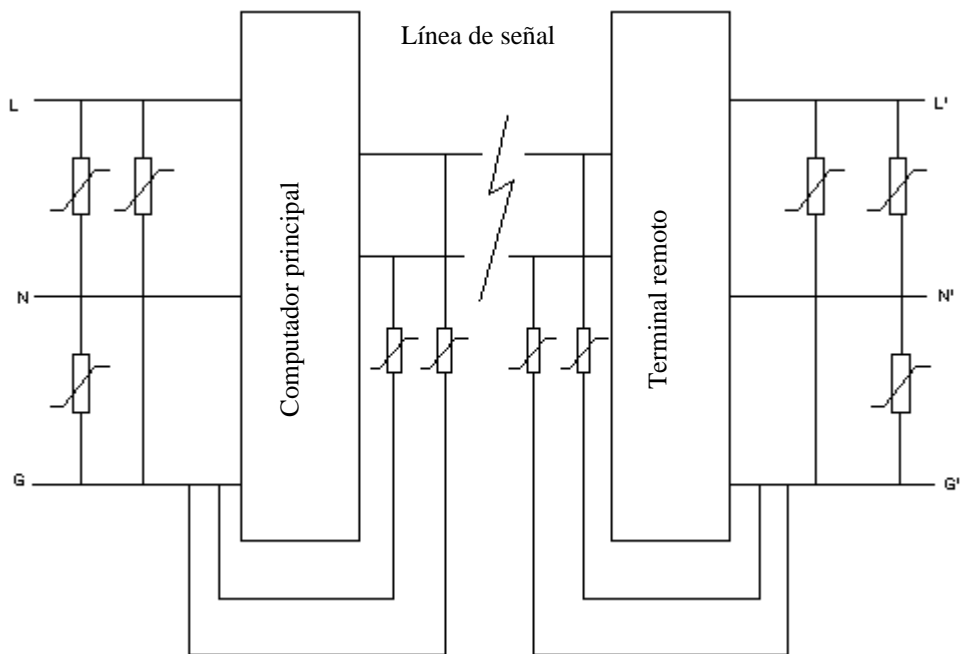 Línea de señal
L
L'
Computador principal
Terminal remoto
N
N'
G
G'